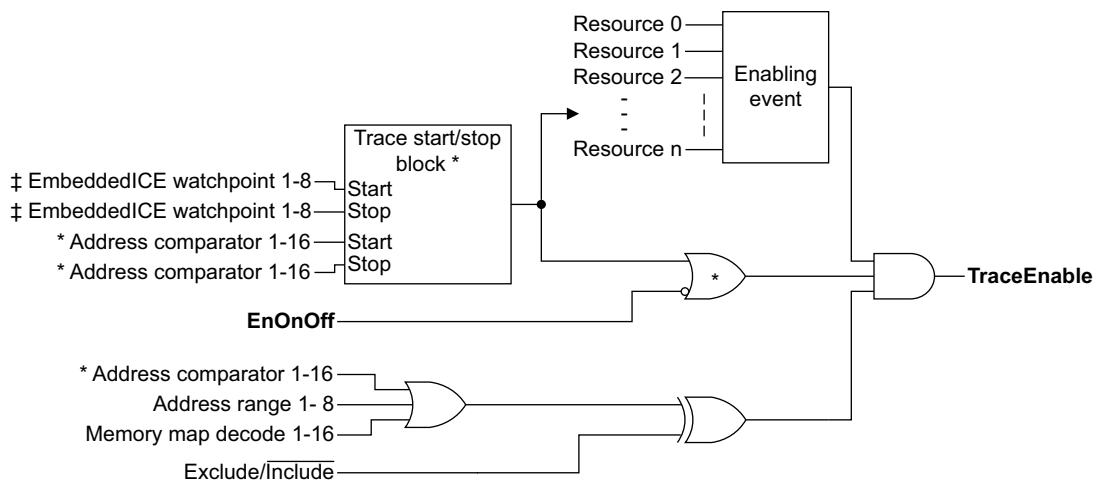 Resource 0
Resource 1
Resource 2
Resource n
Enabling
event
Trace start/stop
block *
‡ EmbeddedICE watchpoint 1-8
Start
‡ EmbeddedICE watchpoint 1-8
Stop
* Address comparator 1-16
Start
* Address comparator 1-16
Stop
*
TraceEnable
EnOnOff
* Address comparator 1-16
Address range 1- 8
Memory map decode 1-16
Exclude/Include